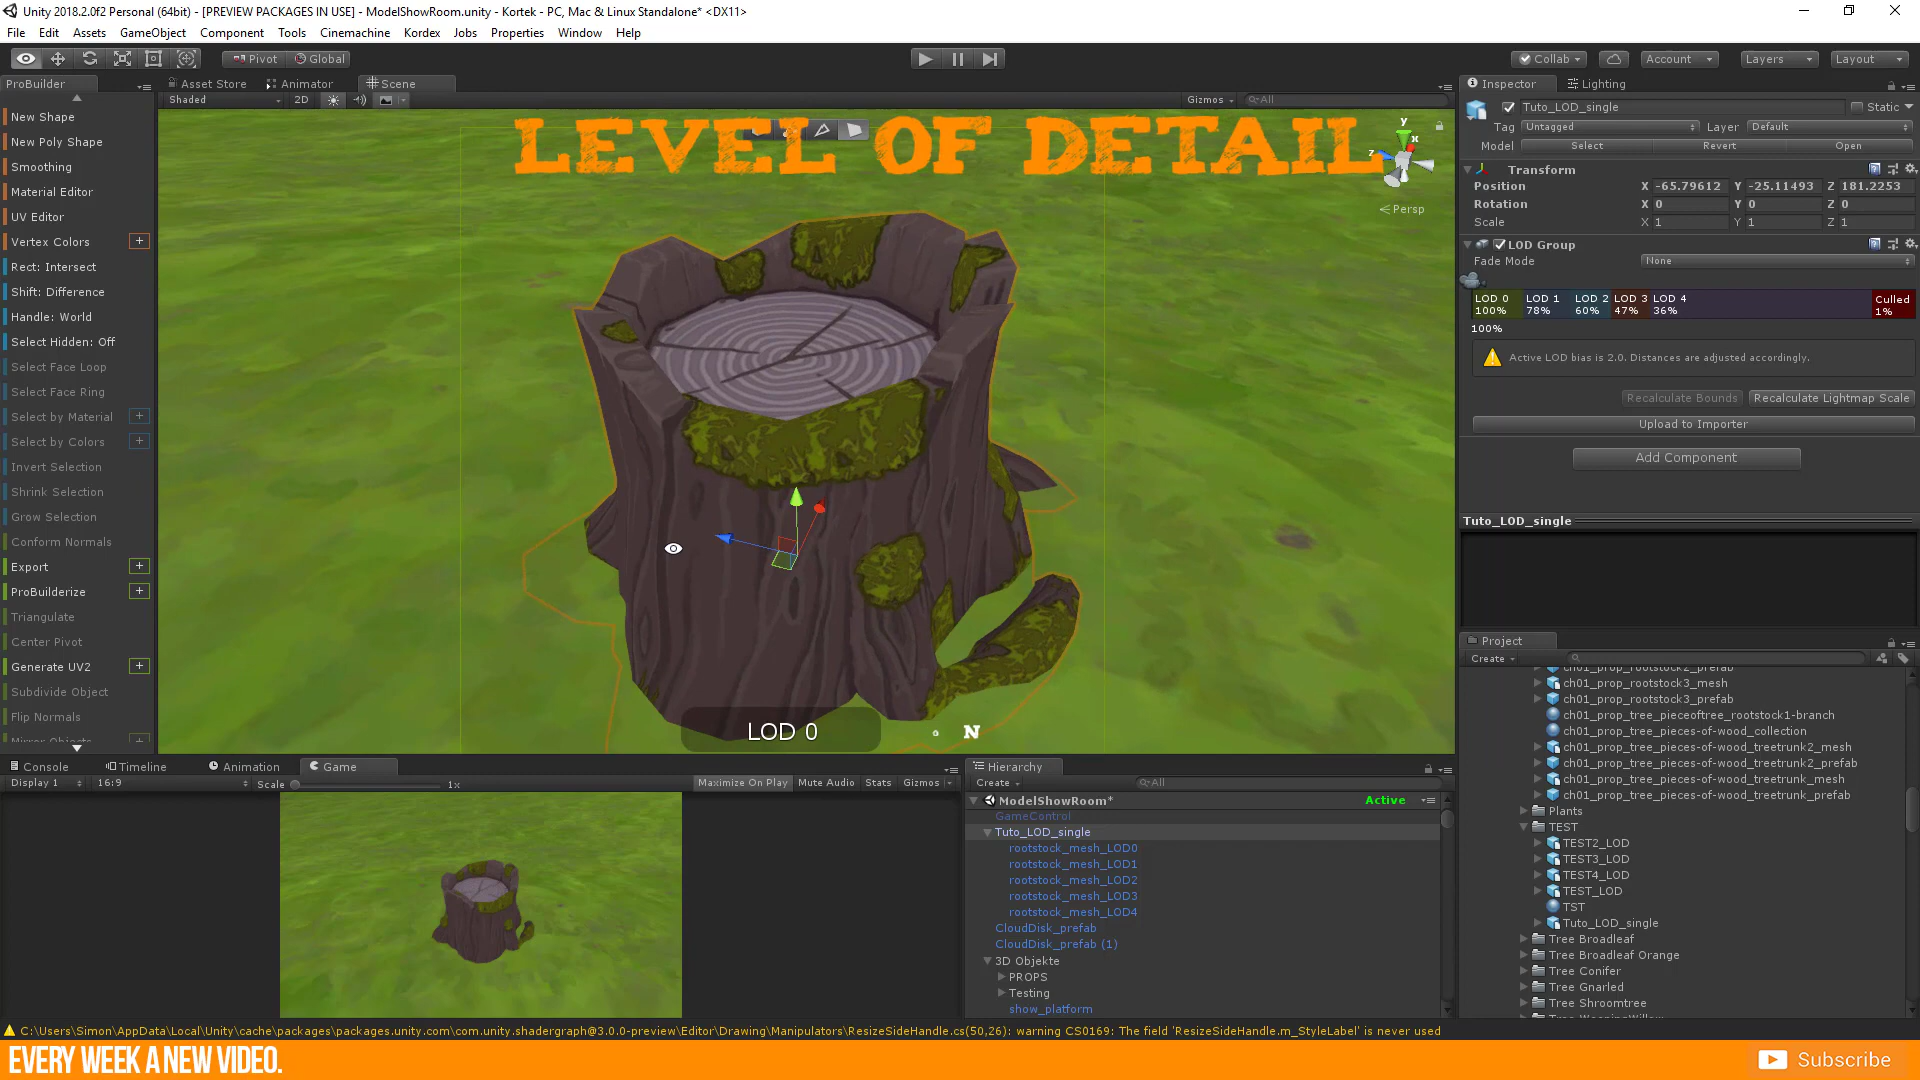 Unity 2018.2.0f2 Personal (64bit) - [PREVIEW PACKAGES IN USE] - ModelShowRoom.unity - Kortek - PC, Mac & Linux Standalone* <DX11>
File Edit Assets GameObject Component Tools Cinemachine Kordex Jobs Properties Window Help
Pivot Global Collab Account Layers Layout
ProBuilder Asset Store Animator Scene Inspector Lighting
Shaded 2D Gizmos All
LEVEL OF DETAIL
y
x
z
Persp
New Shape
New Poly Shape
Smoothing
Material Editor
UV Editor
Vertex Colors +
Rect: Intersect
Shift: Difference
Handle: World
Select Hidden: Off
Select Face Loop
Select Face Ring
Select by Material +
Select by Colors +
Invert Selection
Shrink Selection
Grow Selection
Conform Normals
Export +
ProBuilderize +
Triangulate
Center Pivot
Generate UV2 +
Subdivide Object
Flip Normals
Mirror Objects +
LOD 0
N
Tuto_LOD_single Static
Tag Untagged Layer Default
Model Select Revert Open
Transform
Position X -65.79612 Y -25.11493 Z 181.2253
Rotation X 0 Y 0 Z 0
Scale X 1 Y 1 Z 1
LOD Group
Fade Mode None
LOD 0 LOD 1 LOD 2 LOD 3 LOD 4 Culled
100% 78% 60% 47% 36% 1%
100%
Active LOD bias is 2.0. Distances are adjusted accordingly.
Recalculate Bounds Recalculate Lightmap Scale
Upload to Importer
Add Component
Tuto_LOD_single
Project
Create
ch01_prop_rootstock2_prefab
ch01_prop_rootstock3_mesh
ch01_prop_rootstock3_prefab
ch01_prop_tree_pieceoftree_rootstock1-branch
ch01_prop_tree_pieces-of-wood_collection
ch01_prop_tree_pieces-of-wood_treetrunk2_mesh
ch01_prop_tree_pieces-of-wood_treetrunk2_prefab
ch01_prop_tree_pieces-of-wood_treetrunk_mesh
ch01_prop_tree_pieces-of-wood_treetrunk_prefab
Plants
TEST
TEST2_LOD
TEST3_LOD
TEST4_LOD
TEST_LOD
TST
Tuto_LOD_single
Tree Broadleaf
Tree Broadleaf Orange
Tree Conifer
Tree Gnarled
Tree Shroomtree
Console Timeline Animation Game
Display 1 16:9 Scale 1x Maximize On Play Mute Audio Stats Gizmos
Hierarchy
Create All
ModelShowRoom* Active
GameControl
Tuto_LOD_single
rootstock_mesh_LOD0
rootstock_mesh_LOD1
rootstock_mesh_LOD2
rootstock_mesh_LOD3
rootstock_mesh_LOD4
CloudDisk_prefab
CloudDisk_prefab (1)
3D Objekte
PROPS
Testing
show_platform
C:\Users\Simon\AppData\Local\Unity\cache\packages\packages.unity.com\com.unity.shadergraph@3.0.0-preview\Editor\Drawing\Manipulators\ResizeSideHandle.cs(50,26): warning CS0169: The field 'ResizeSideHandle.m_StyleLabel' is never used
EVERY WEEK A NEW VIDEO.
Subscribe